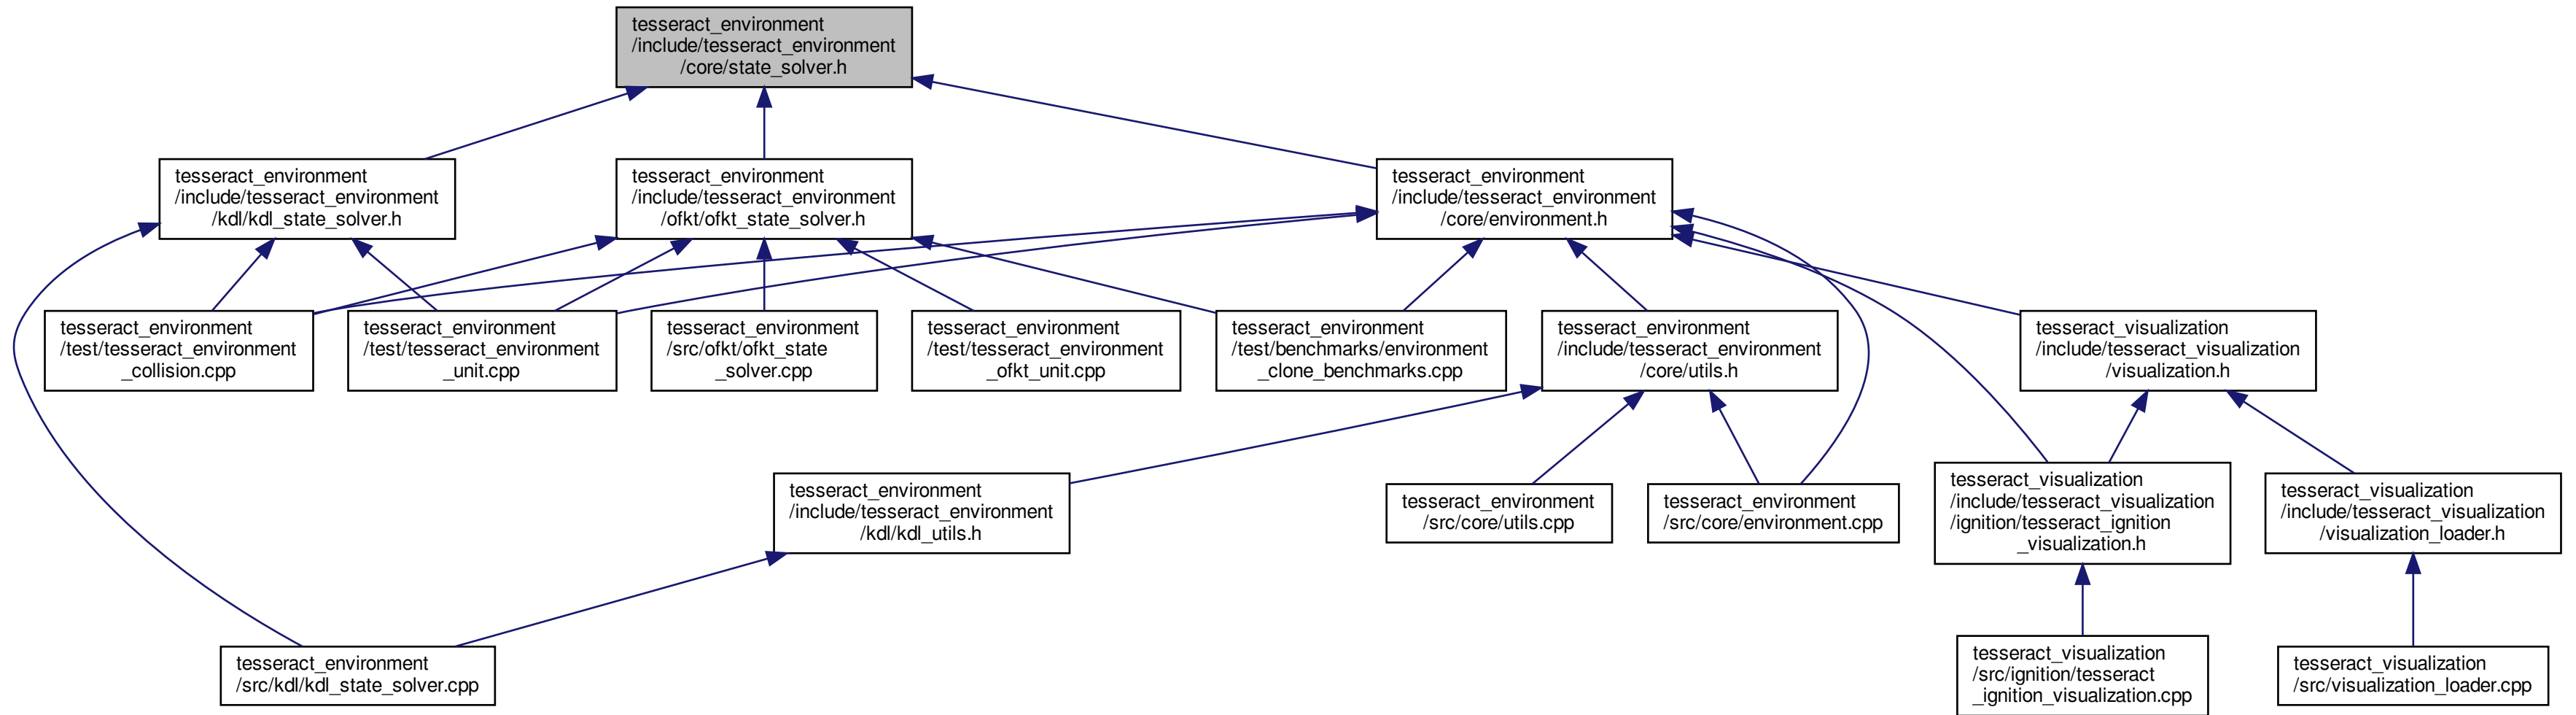 tesseract_environment
/include/tesseract_environment
/core/state_solver.h
tesseract_environment
/include/tesseract_environment
/kdl/kdl_state_solver.h
tesseract_environment
/include/tesseract_environment
/ofkt/ofkt_state_solver.h
tesseract_environment
/include/tesseract_environment
/core/environment.h
tesseract_environment
/test/tesseract_environment
_collision.cpp
tesseract_environment
/test/tesseract_environment
_unit.cpp
tesseract_environment
/src/ofkt/ofkt_state
_solver.cpp
tesseract_environment
/test/tesseract_environment
_ofkt_unit.cpp
tesseract_environment
/test/benchmarks/environment
_clone_benchmarks.cpp
tesseract_environment
/include/tesseract_environment
/core/utils.h
tesseract_visualization
/include/tesseract_visualization
/visualization.h
tesseract_environment
/include/tesseract_environment
/kdl/kdl_utils.h
tesseract_environment
/src/core/utils.cpp
tesseract_environment
/src/core/environment.cpp
tesseract_visualization
/include/tesseract_visualization
/ignition/tesseract_ignition
_visualization.h
tesseract_visualization
/include/tesseract_visualization
/visualization_loader.h
tesseract_environment
/src/kdl/kdl_state_solver.cpp
tesseract_visualization
/src/ignition/tesseract
_ignition_visualization.cpp
tesseract_visualization
/src/visualization_loader.cpp